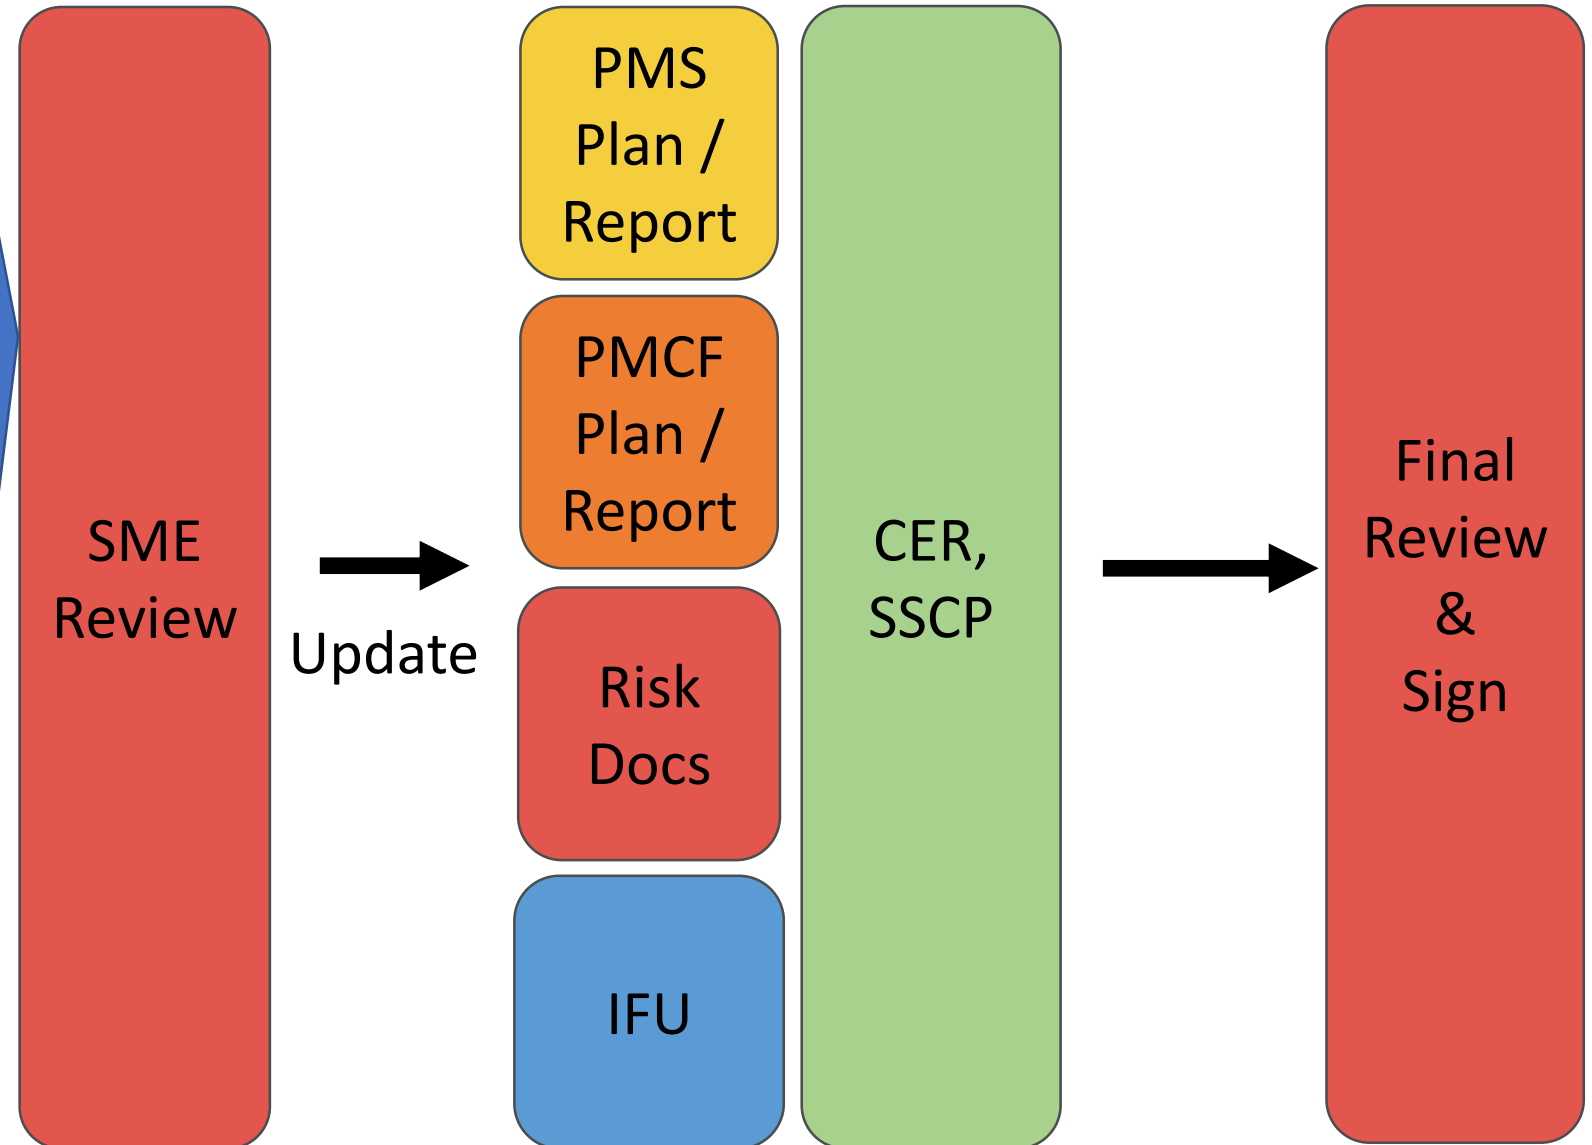 SME
Review
Update
PMS
Plan /
Report
PMCF
Plan /
Report
Risk
Docs
IFU
CER,
SSCP
Final
Review
&
Sign